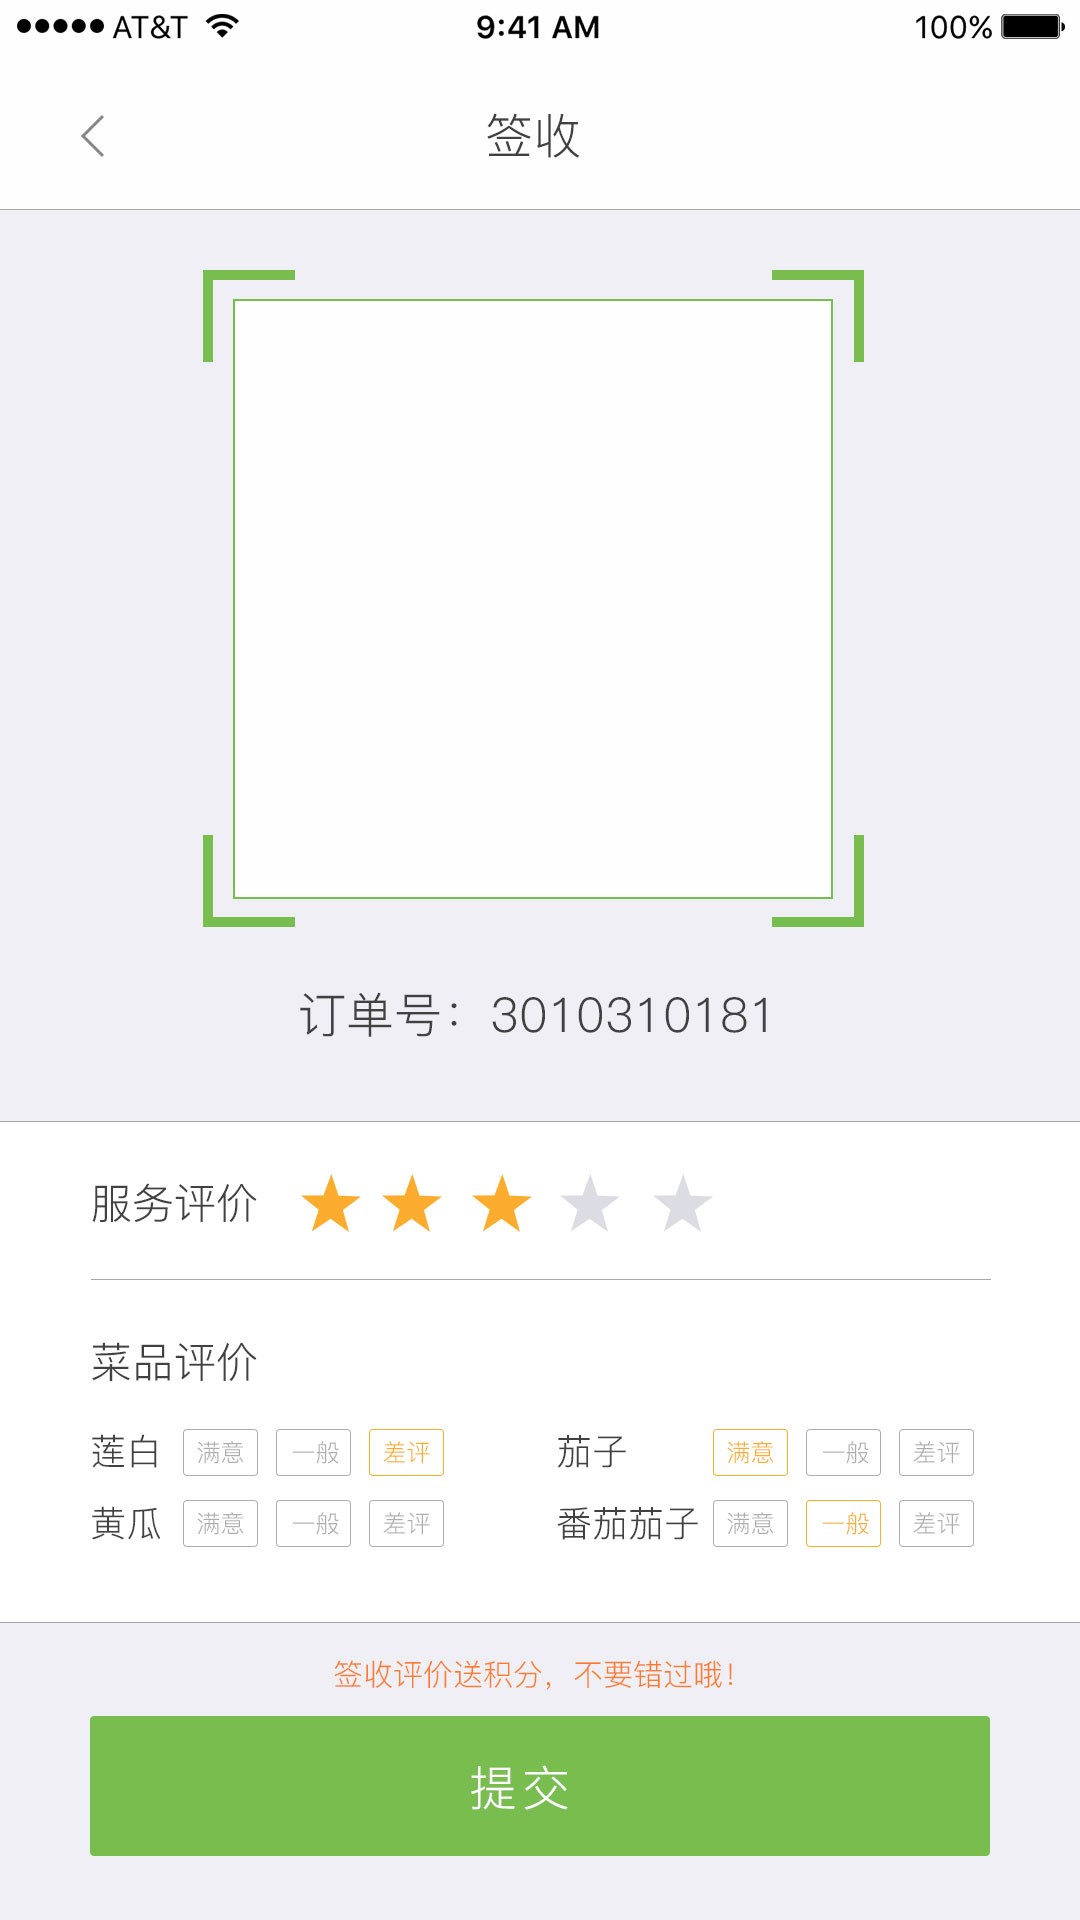 AT&T 9:41 AM 100%
签收
订单号：3010310181
服务评价
菜品评价
莲白 满意 一般 差评 茄子 满意 一般 差评
黄瓜 满意 一般 差评 番茄茄子 满意 一般 差评
签收评价送积分，不要错过哦！
提交